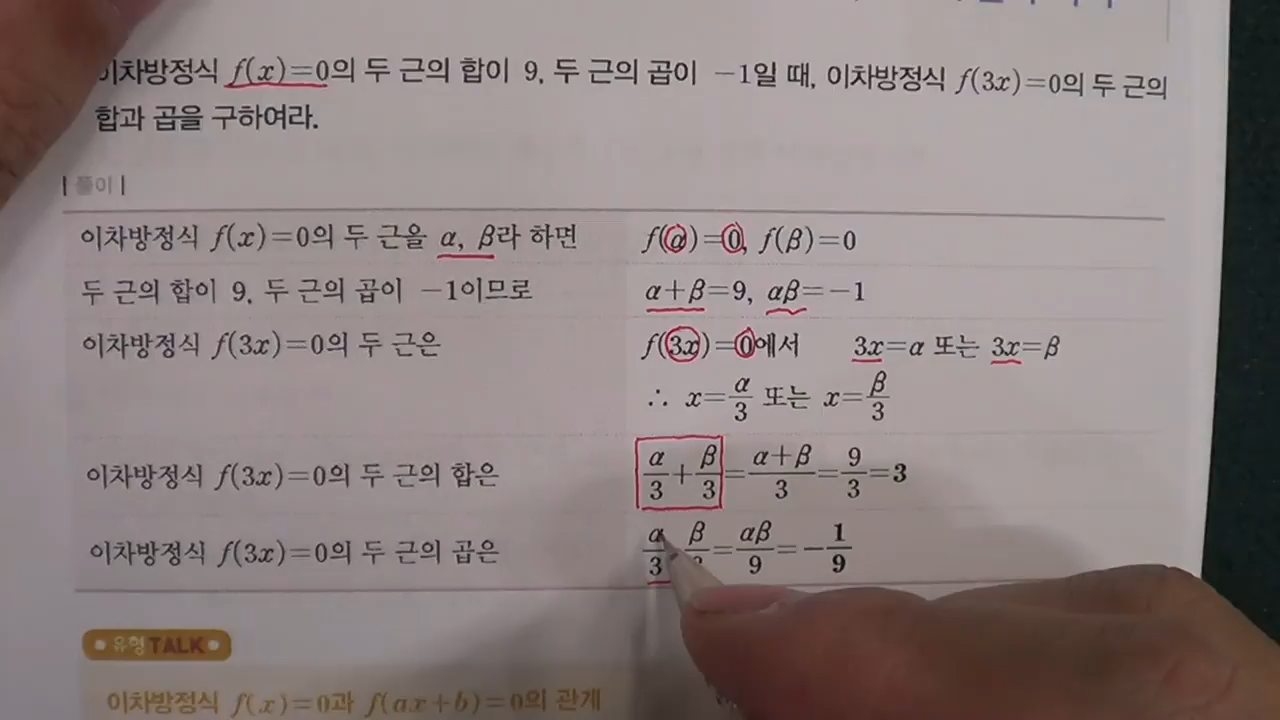 이차방정식 f(x)=0의 두 근의 합이 9, 두 근의 곱이 −1일 때, 이차방정식 f(3x)=0의 두 근의
합과 곱을 구하여라.
| 풀이 |
이차방정식 f(x)=0의 두 근을 α, β라 하면 f(α)=0, f(β)=0
두 근의 합이 9, 두 근의 곱이 −1이므로 α+β=9, αβ=−1
이차방정식 f(3x)=0의 두 근은 f(3x)=0에서 3x=α 또는 3x=β
∴ x=α/3 또는 x=β/3
이차방정식 f(3x)=0의 두 근의 합은 α/3+β/3=α+β/3=9/3=3
이차방정식 f(3x)=0의 두 근의 곱은 α/3 β =αβ/9=−1/9
유형TALK
이차방정식 f(x)=0과 f(ax+b)=0의 관계